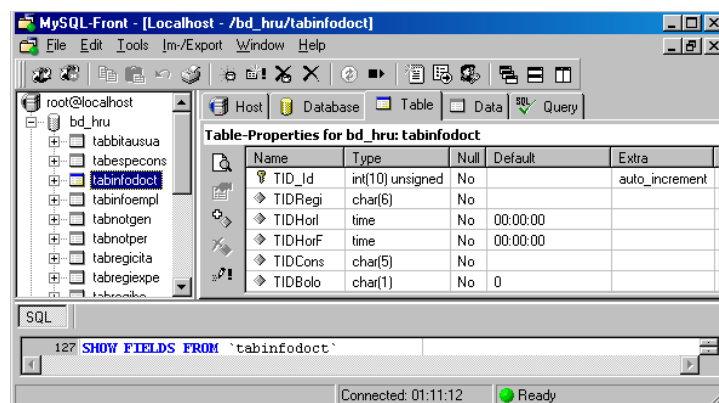 MySQL-Front - [Localhost - /bd_hru/tabinfodoct]
File Edit Tools Im-/Export Window Help
root@localhost
bd_hru
tabbitausua
tabespecons
tabinfodoct
tabinfoempl
tabnotgen
tabnotper
tabregicita
tabregiexpe
Host Database Table Data SQL Query
Table-Properties for bd_hru: tabinfodoct
Name Type Null Default Extra
TID_Id int(10) unsigned No auto_increment
TIDRegi char(6) No
TIDHorI time No 00:00:00
TIDHorF time No 00:00:00
TIDCons char(5) No
TIDBolo char(1) No 0
SQL
127 SHOW FIELDS FROM `tabinfodoct`
Connected: 01:11:12 Ready